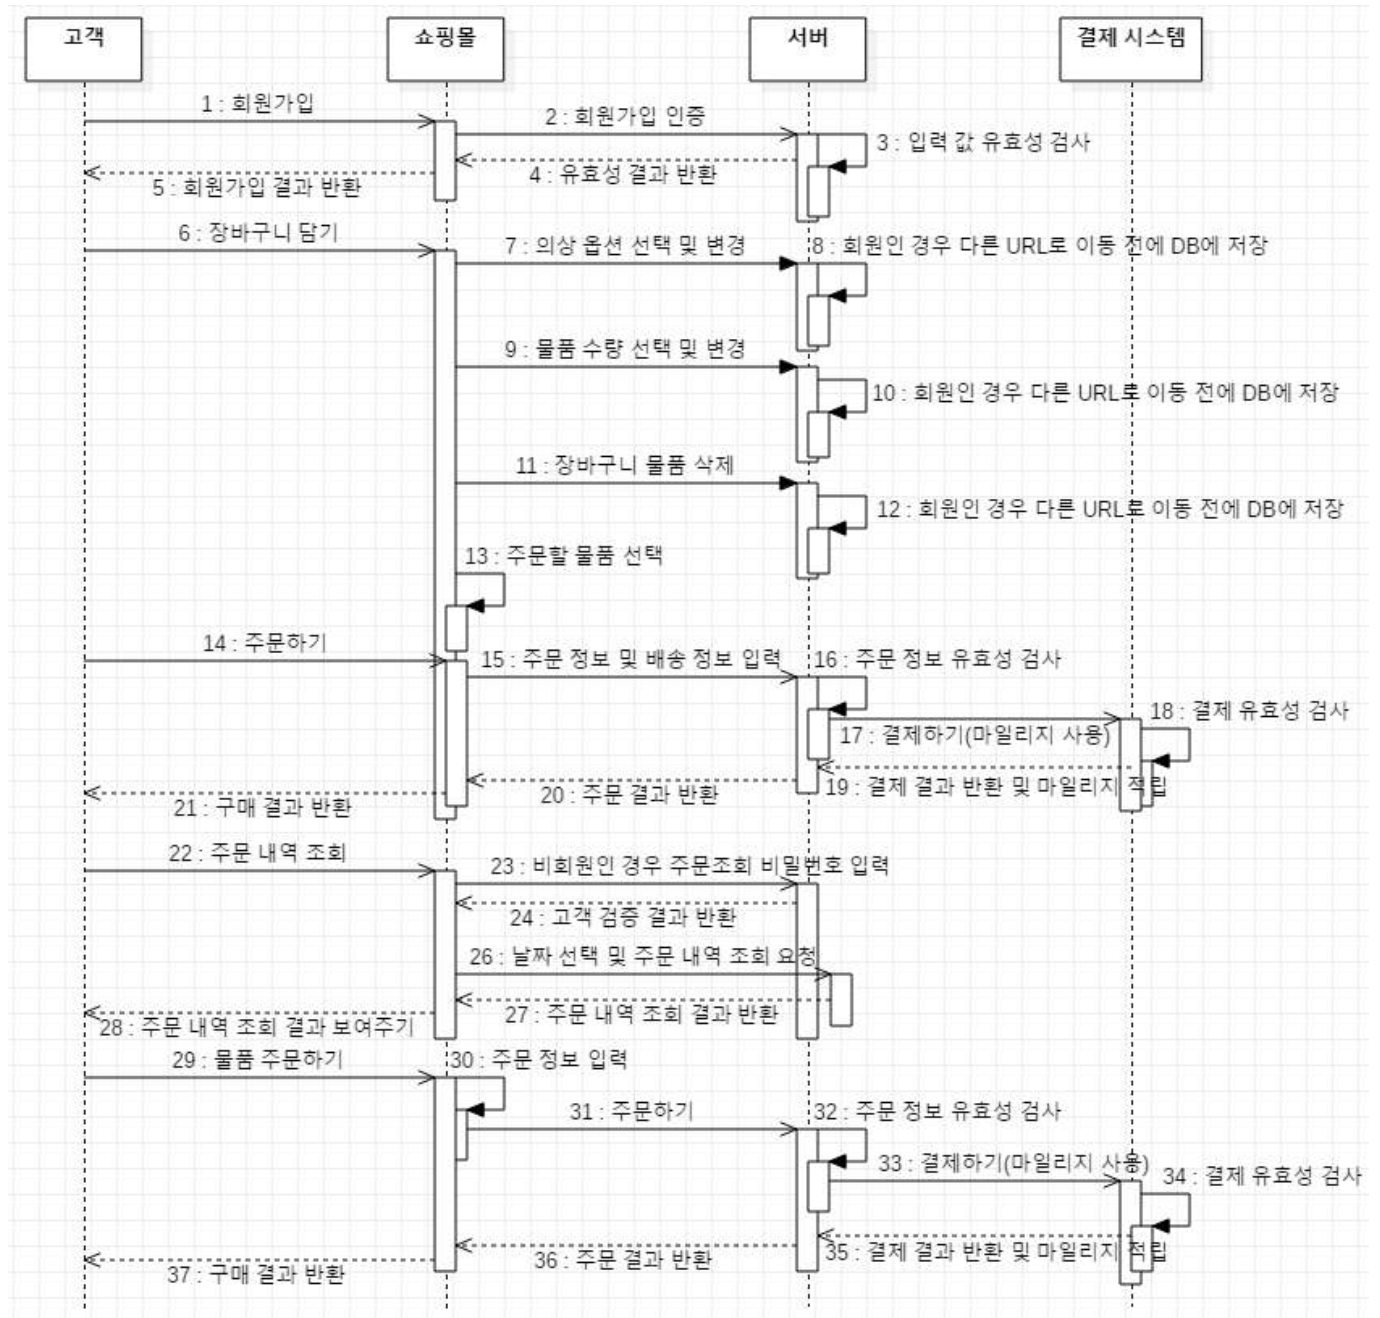 고객
쇼핑몰
서버
결제 시스템
1 : 회원가입
2 : 회원가입 인증
3 : 입력 값 유효성 검사
4 : 유효성 결과 반환
5 : 회원가입 결과 반환
6 : 장바구니 담기
7 : 의상 옵션 선택 및 변경
8 : 회원인 경우 다른 URL로 이동 전에 DB에 저장
9 : 물품 수량 선택 및 변경
10 : 회원인 경우 다른 URL로 이동 전에 DB에 저장
11 : 장바구니 물품 삭제
12 : 회원인 경우 다른 URL로 이동 전에 DB에 저장
13 : 주문할 물품 선택
14 : 주문하기
15 : 주문 정보 및 배송 정보 입력
16 : 주문 정보 유효성 검사
17 : 결제하기(마일리지 사용)
18 : 결제 유효성 검사
19 : 결제 결과 반환 및 마일리지 적립
20 : 주문 결과 반환
21 : 구매 결과 반환
22 : 주문 내역 조회
23 : 비회원인 경우 주문조회 비밀번호 입력
24 : 고객 검증 결과 반환
26 : 날짜 선택 및 주문 내역 조회 요청
27 : 주문 내역 조회 결과 반환
28 : 주문 내역 조회 결과 보여주기
29 : 물품 주문하기
30 : 주문 정보 입력
31 : 주문하기
32 : 주문 정보 유효성 검사
33 : 결제하기(마일리지 사용)
34 : 결제 유효성 검사
35 : 결제 결과 반환 및 마일리지 적립
36 : 주문 결과 반환
37 : 구매 결과 반환